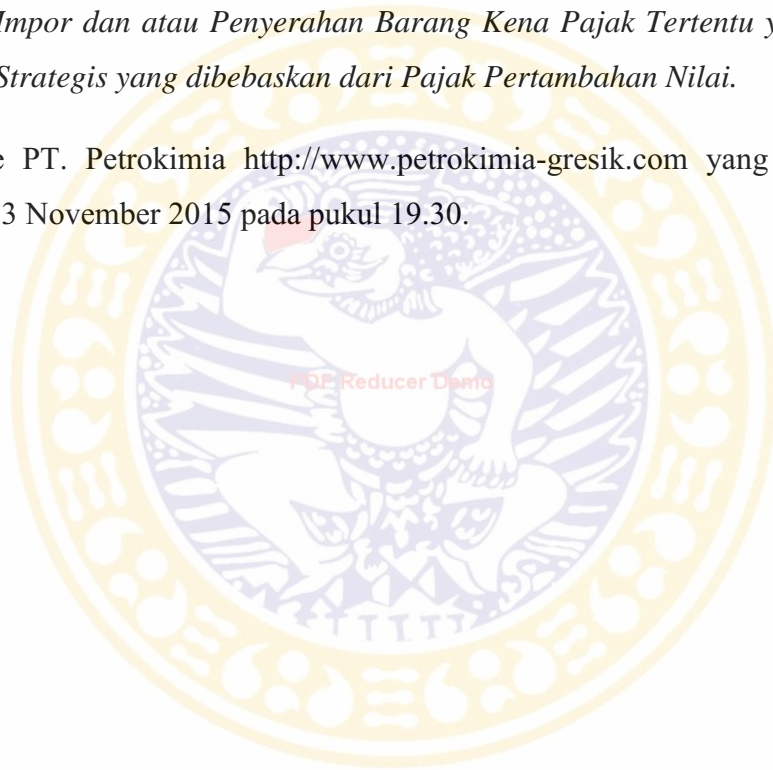 Impor dan atau Penyerahan Barang Kena Pajak Tertentu y
Strategis yang dibebaskan dari Pajak Pertambahan Nilai.
e PT. Petrokimia http://www.petrokimia-gresik.com yang
3 November 2015 pada pukul 19.30.
PDF Reducer Demo